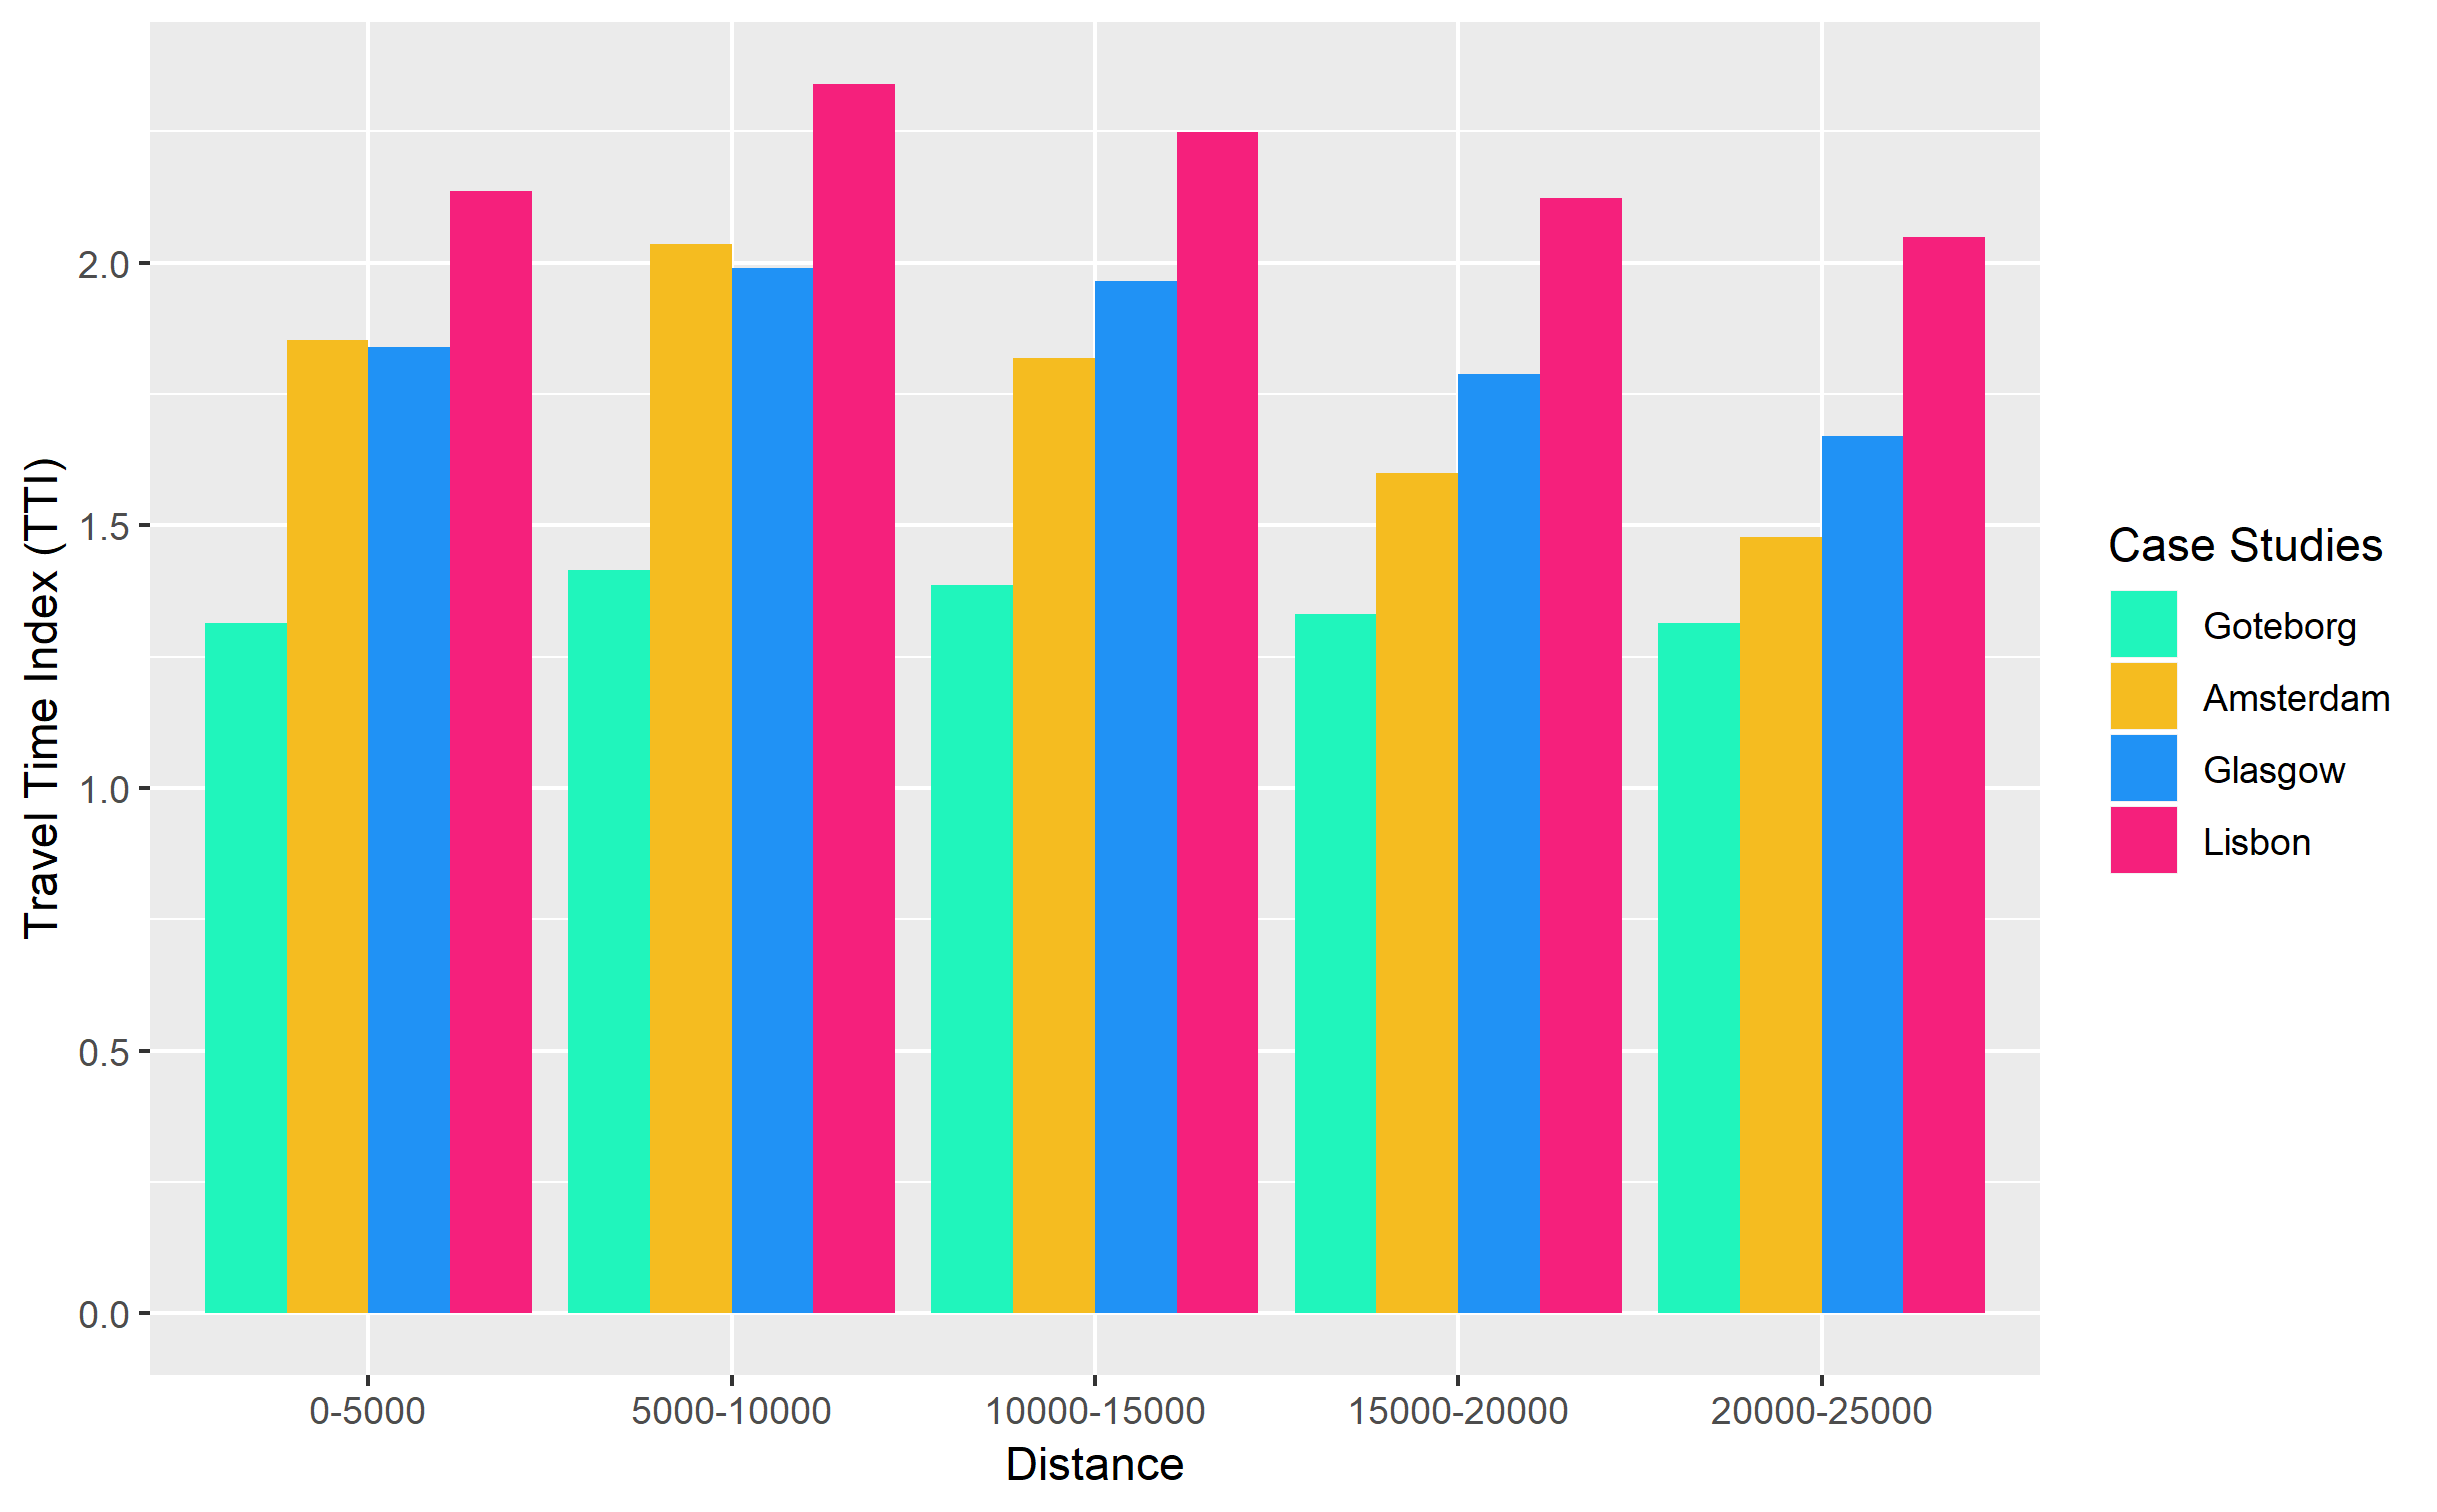 Travel Time Index (TTI)
2.0
1.5
1.0
0.5
0.0
0-5000
5000-10000
10000-15000
15000-20000
20000-25000
Distance
Case Studies
Goteborg
Amsterdam
Glasgow
Lisbon